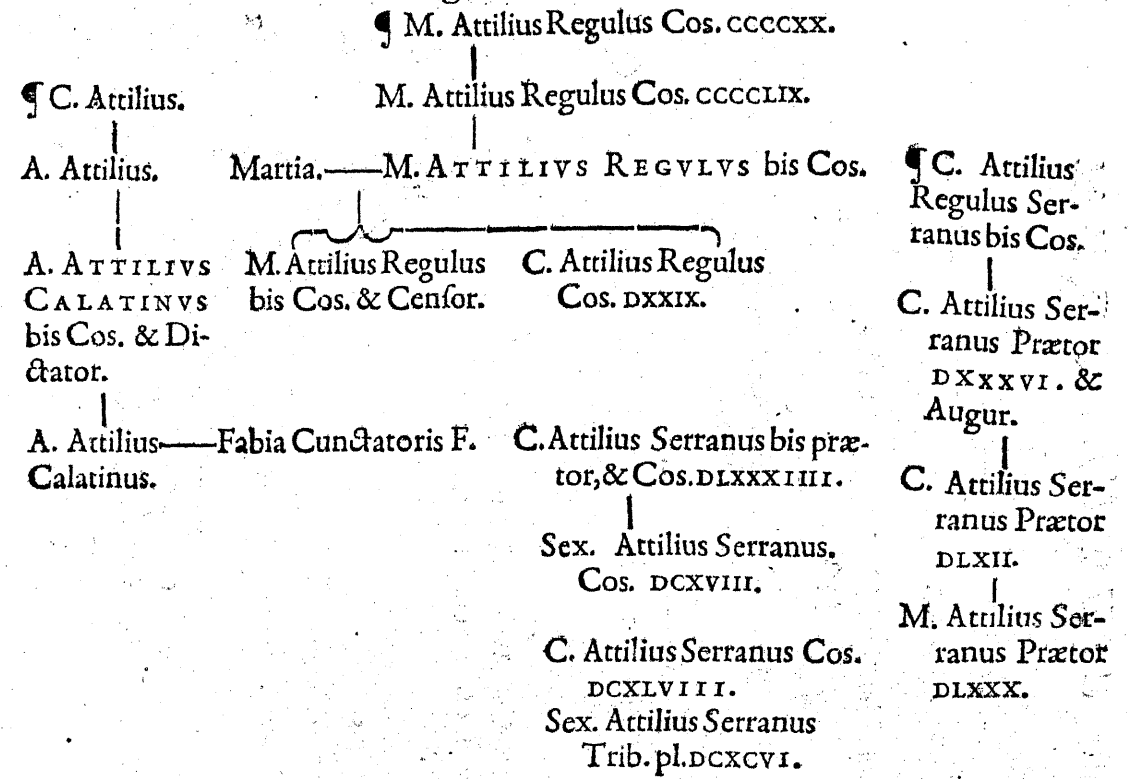 ¶ M. Attilius Regulus Cos. CCCCXX.
M. Attilius Regulus Cos. CCCCLIX.
¶ C. Attilius.
A. Attilius.
Martia.——M. ATTILIVS REGVLVS bis Cos.
A. ATTILIVS
CALATINVS
bis Cos. & Di-
ctator.
M. Attilius Regulus
bis Cos. & Cenſor.
C. Attilius Regulus
Cos. DXXIX.
A. Attilius——Fabia Cunctatoris F.
Calatinus.
C. Attilius Serranus bis præ-
tor, & Cos. DLXXXIIII.
Sex. Attilius Serranus.
Cos. DCXVIII.
C. Attilius Serranus Cos.
DCXLVIII.
Sex. Attilius Serranus
Trib. pl. DCXCVI.
¶ C. Attilius
Regulus Ser-
ranus bis Cos.
C. Attilius Ser-
ranus Prætor
DXXXVI. &
Augur.
C. Attilius Ser-
ranus Prætor
DLXII.
M. Attilius Ser-
ranus Prætor
DLXXX.